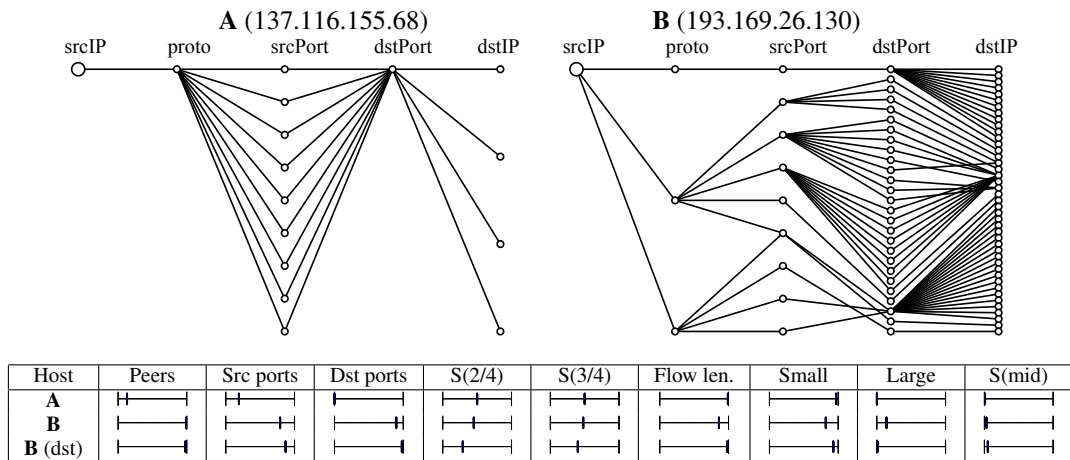 A (137.116.155.68) B (193.169.26.130)
srcIP proto srcPort dstPort dstIP srcIP proto srcPort dstPort dstIP
Host Peers Src ports Dst ports S(2/4) S(3/4) Flow len. Small Large S(mid)
A
B
B (dst)